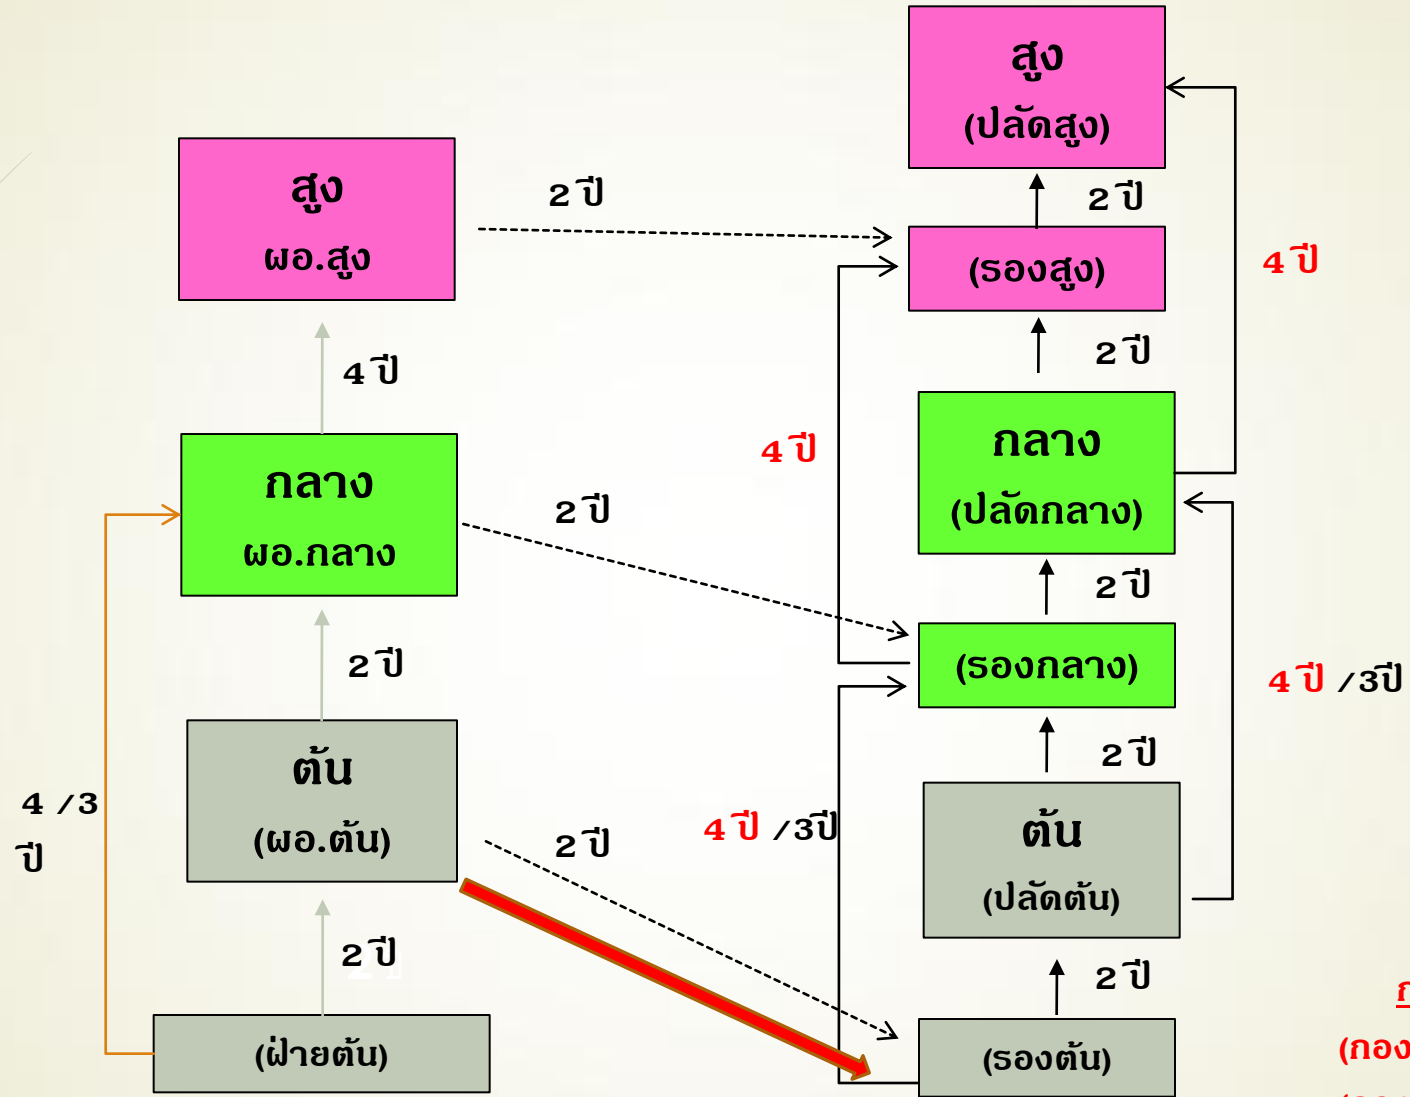 สูง
(ปลัดสูง)
สูง
ผอ.สูง
2 ปี
2 ปี
(รองสูง)
4 ปี
4 ปี
2 ปี
กลาง
(ปลัดกลาง)
4 ปี
กลาง
ผอ.กลาง
2 ปี
2 ปี
(รองกลาง)
2 ปี
4 ปี /3ปี
2 ปี
ต้น
(ผอ.ต้น)
ต้น
(ปลัดต้น)
4 /3
ปี
2 ปี
4 ปี /3ปี
2 ปี
2 ปี
(ฝ่ายต้น)
(รองต้น)
(กอง